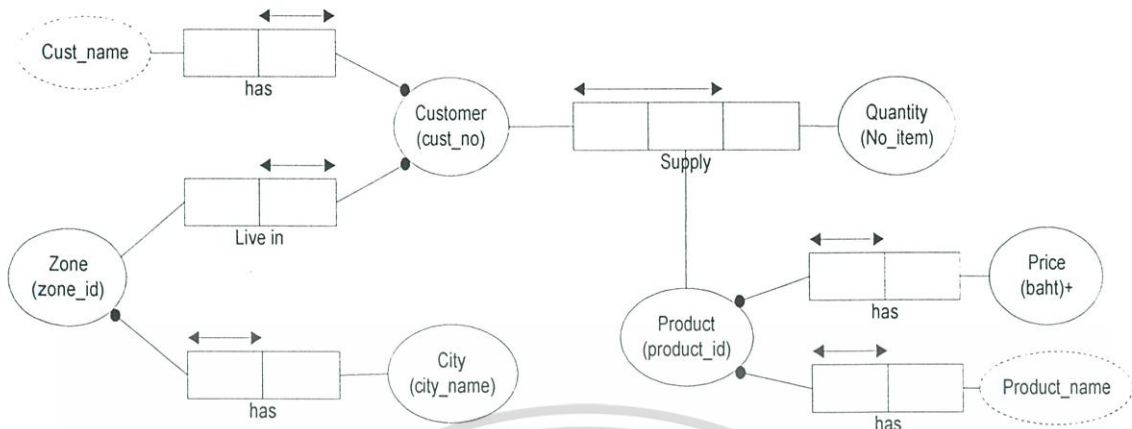 Cust_name
has
Customer
(cust_no)
Quantity
(No_item)
Supply
Live in
Zone
(zone_id)
Price
(baht)+
has
Product
(product_id)
City
(city_name)
has
Product_name
has